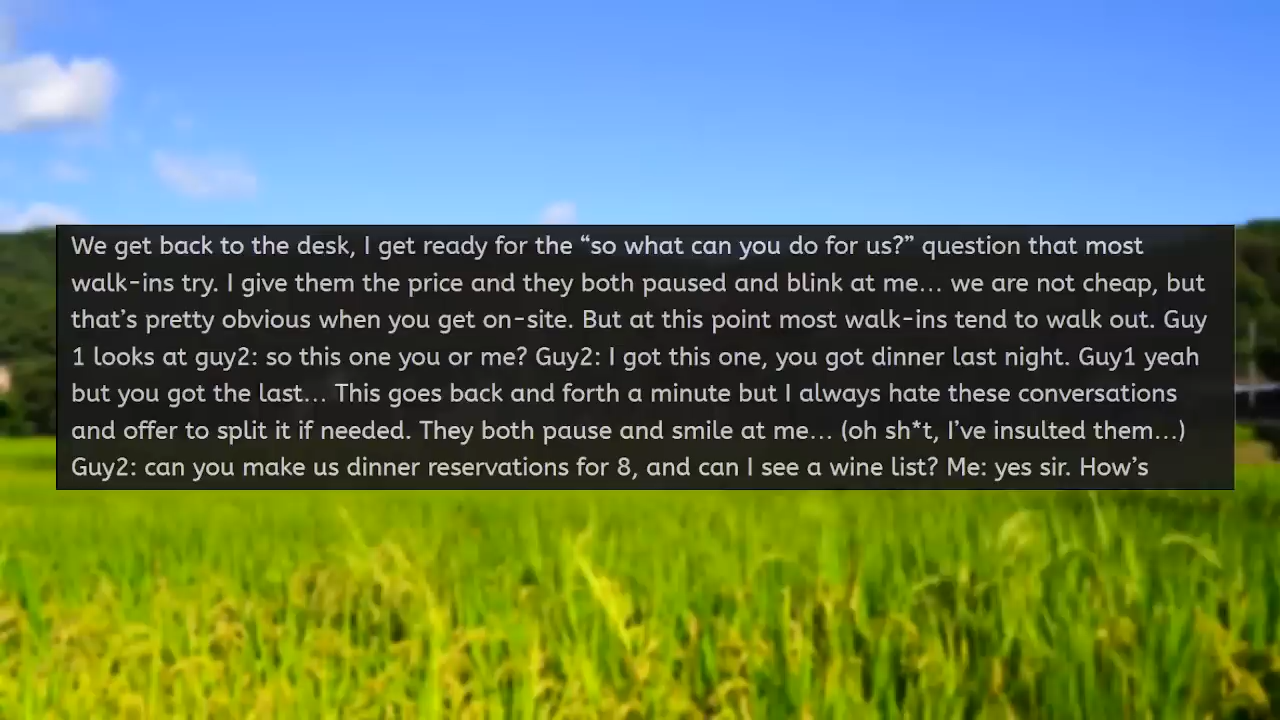 We get back to the desk, I get ready for the “so what can you do for us?” question that most
walk-ins try. I give them the price and they both paused and blink at me... we are not cheap, but
that’s pretty obvious when you get on-site. But at this point most walk-ins tend to walk out. Guy
1 looks at guy2: so this one you or me? Guy2: I got this one, you got dinner last night. Guy1 yeah
but you got the last... This goes back and forth a minute but I always hate these conversations
and offer to split it if needed. They both pause and smile at me... (oh sh*t, I’ve insulted them...)
Guy2: can you make us dinner reservations for 8, and can I see a wine list? Me: yes sir. How’s